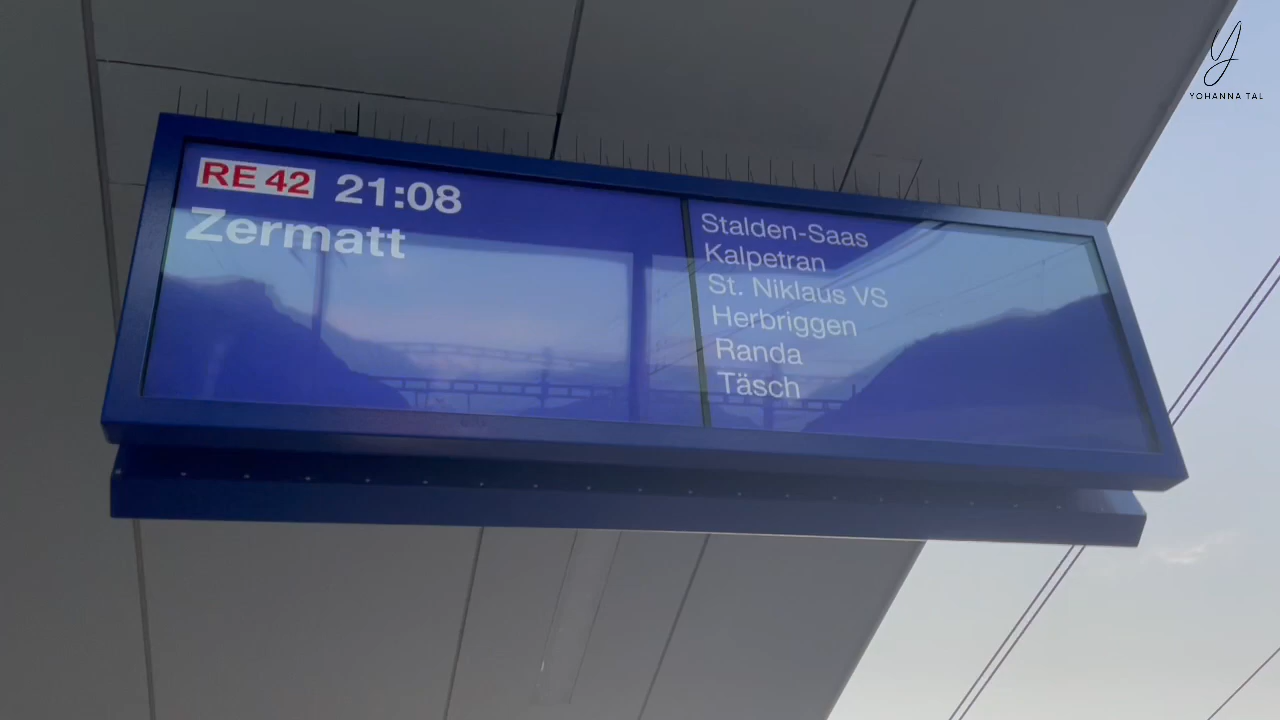 RE 42 21:08
Zermatt
Stalden-Saas
Kalpetran
St. Niklaus VS
Herbriggen
Randa
Täsch
y
YOHANNA TAL